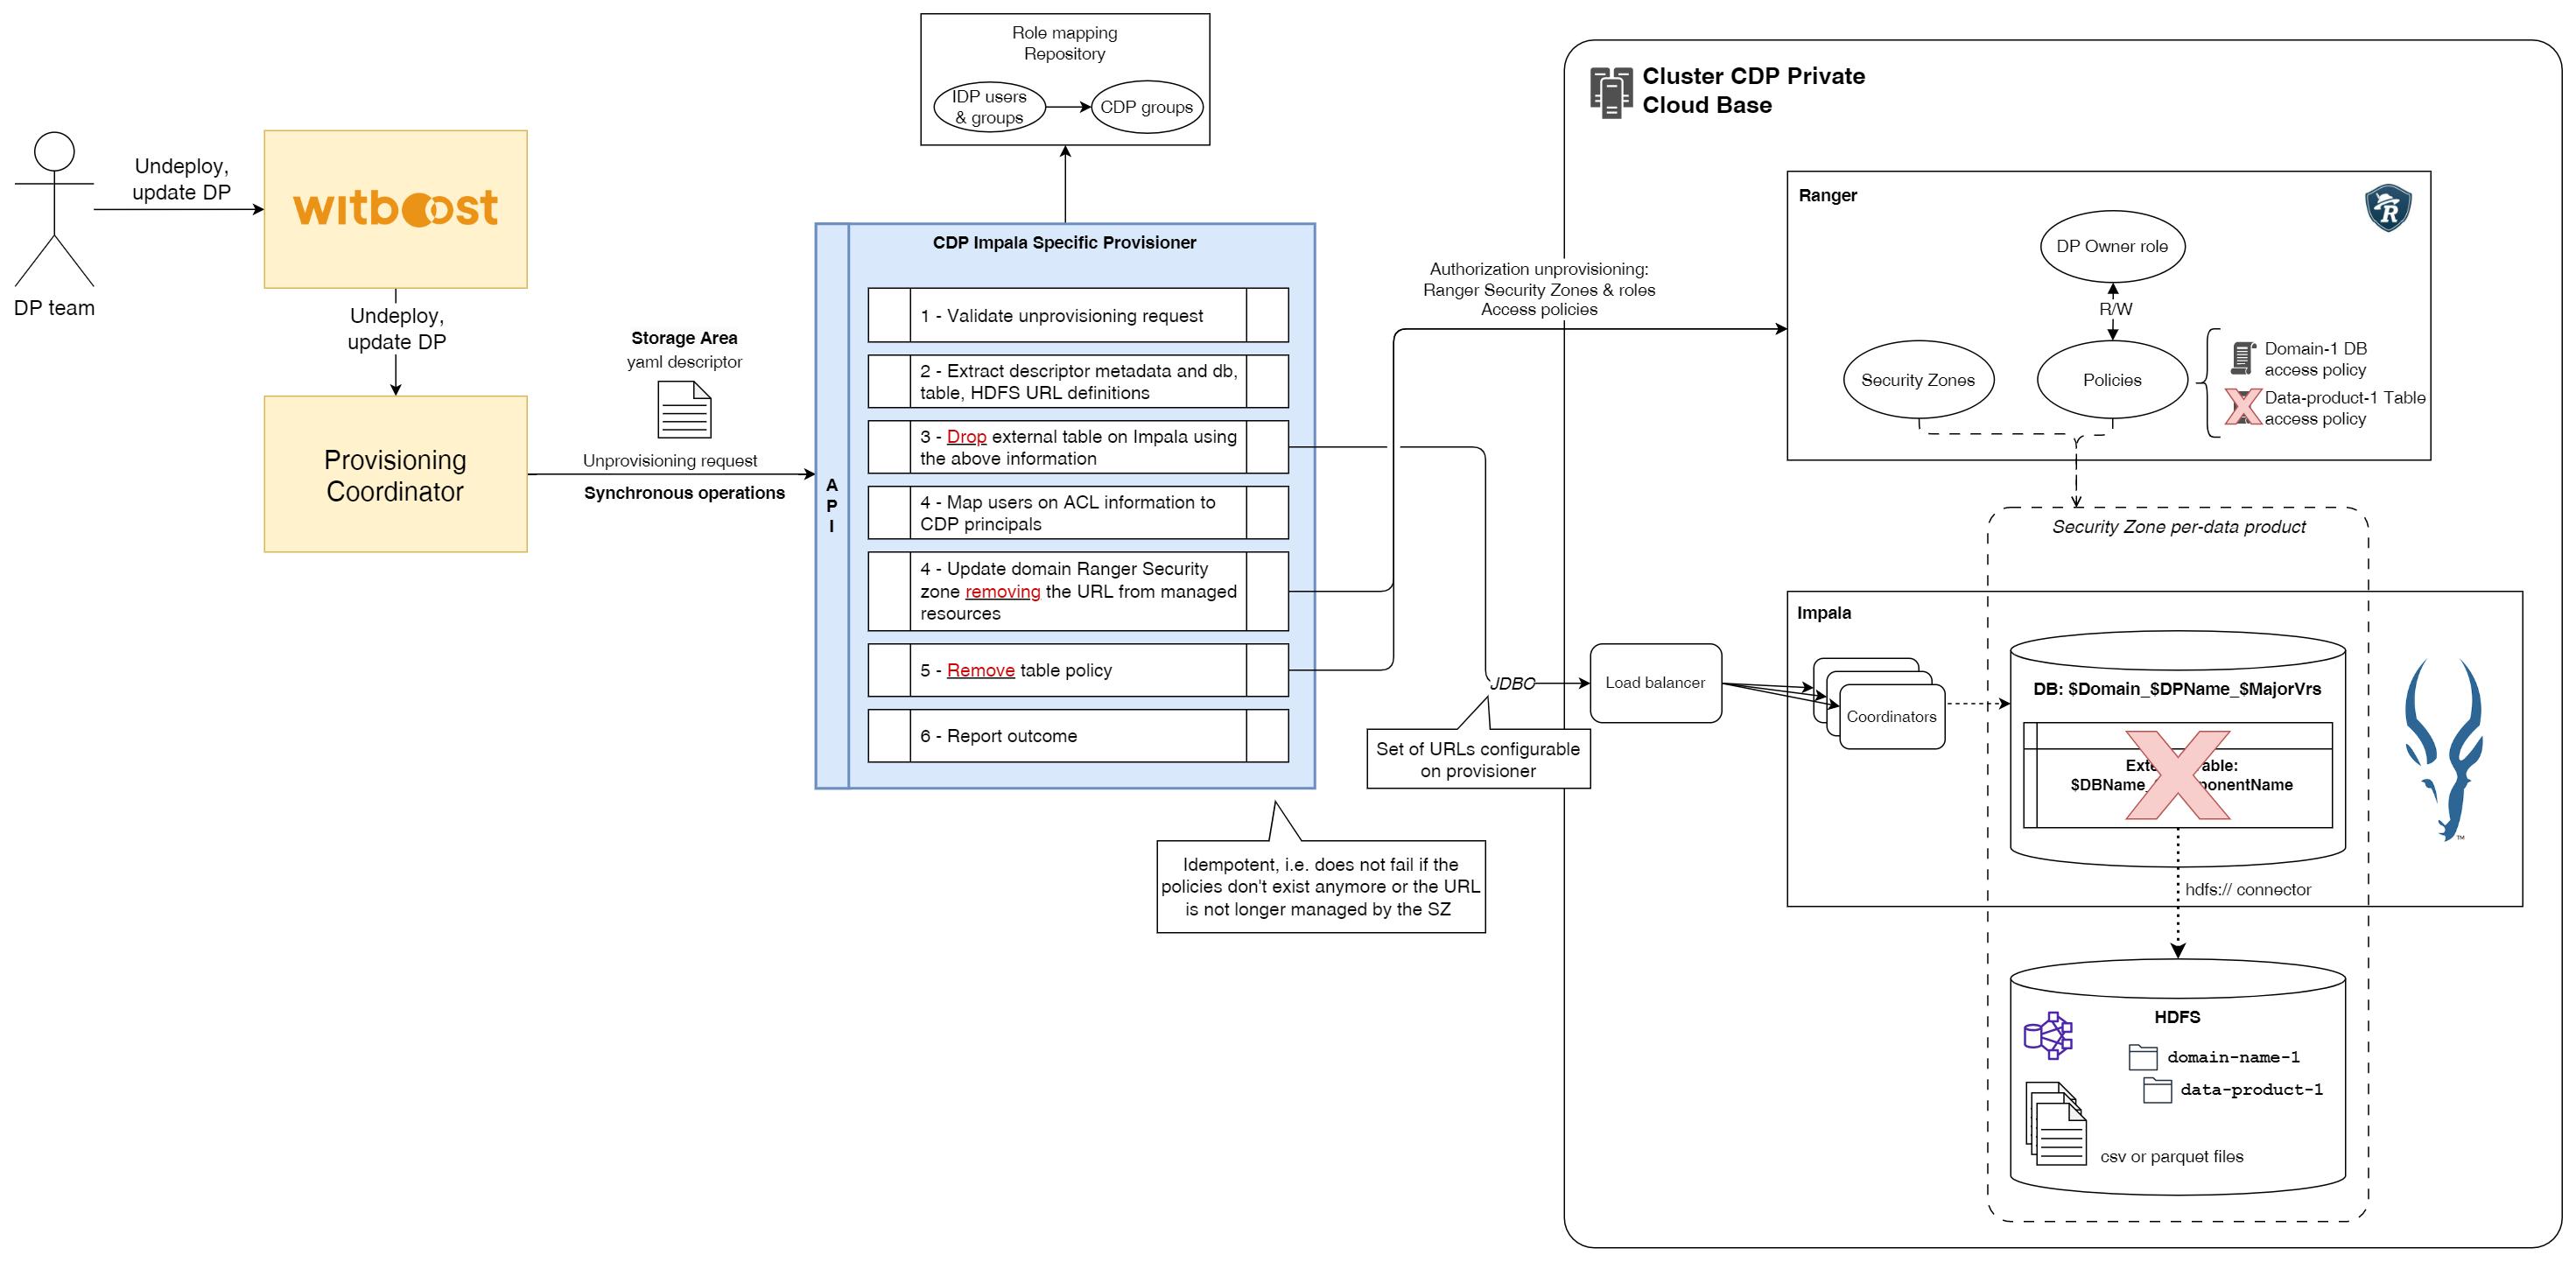 Role mapping
Repository
IDP users
& groups
CDP groups
Cluster CDP Private
Cloud Base
Undeploy,
update DP
witboost
DP team
Undeploy,
update DP
Provisioning
Coordinator
Storage Area
yaml descriptor
Unprovisioning request
Synchronous operations
A
P
I
CDP Impala Specific Provisioner
1 - Validate unprovisioning request
2 - Extract descriptor metadata and db,
table, HDFS URL definitions
3 - Drop external table on Impala using
the above information
4 - Map users on ACL information to
CDP principals
4 - Update domain Ranger Security
zone removing the URL from managed
resources
5 - Remove table policy
6 - Report outcome
Idempotent, i.e. does not fail if the
policies don't exist anymore or the URL
is not longer managed by the SZ
Authorization unprovisioning:
Ranger Security Zones & roles
Access policies
JDBC
Set of URLs configurable
on provisioner
Load balancer
Ranger
R
DP Owner role
R/W
Security Zones
Policies
Domain-1 DB
access policy
Data-product-1 Table
access policy
Security Zone per-data product
Impala
Coordinators
DB: $Domain_$DPName_$MajorVrs
$DBName_
TM
hdfs:// connector
HDFS
domain-name-1
data-product-1
csv or parquet files